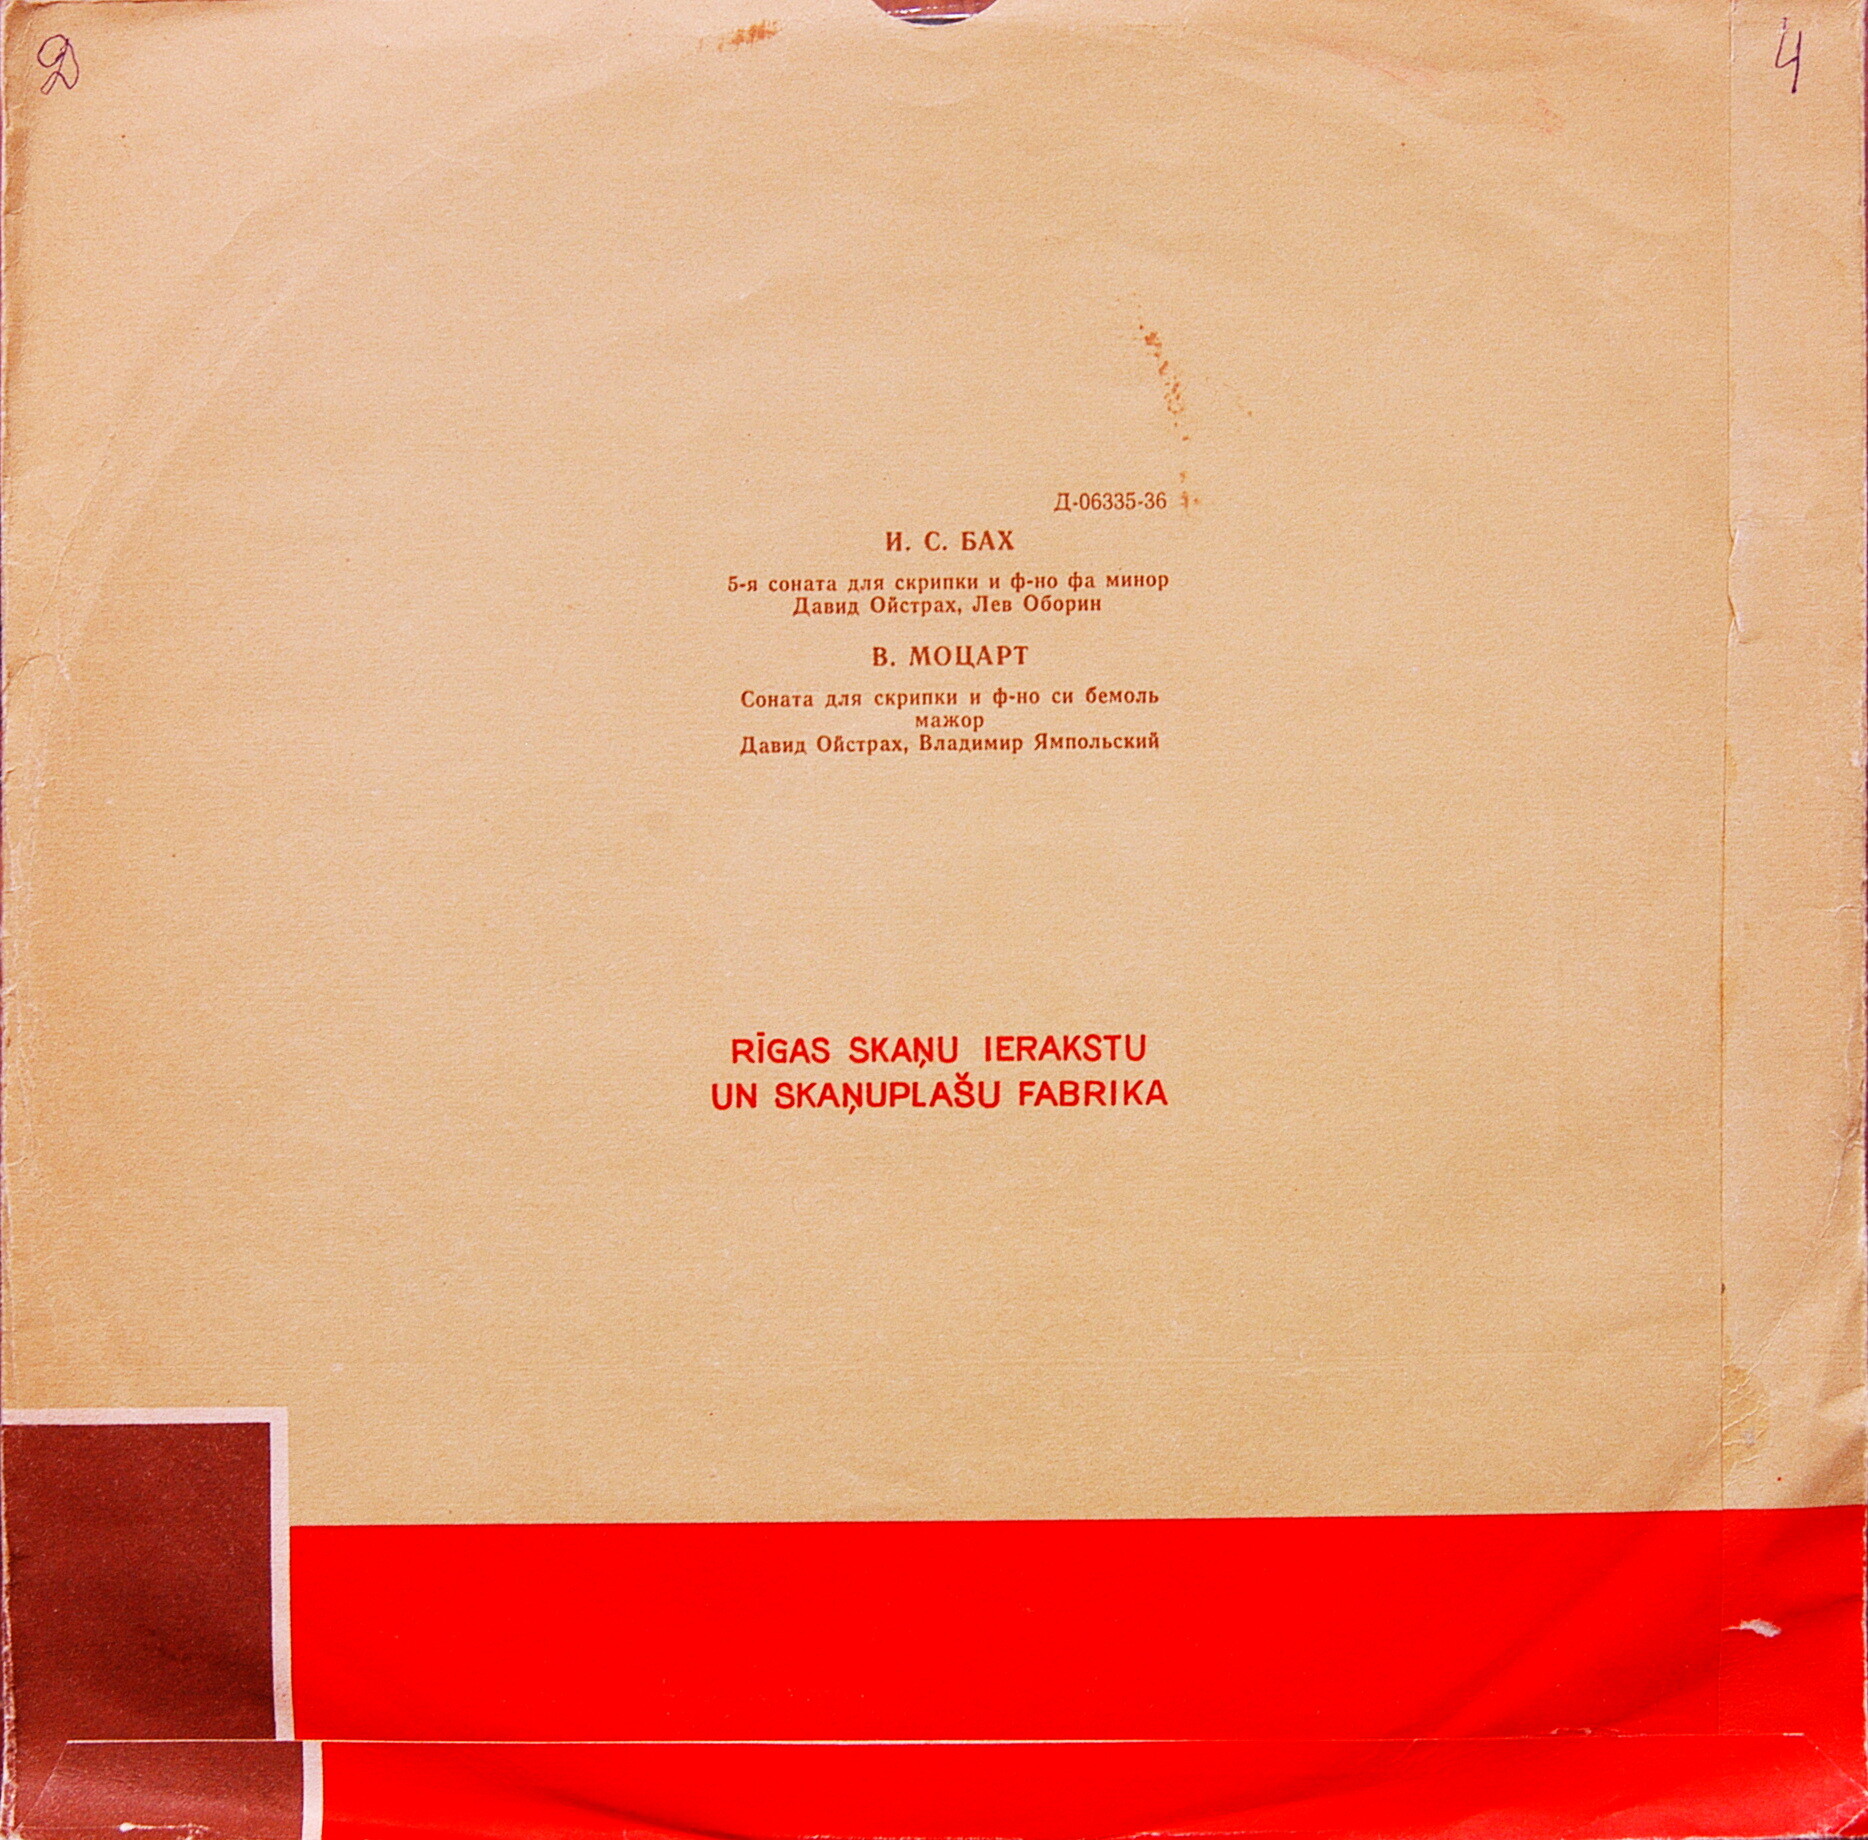 Д 4
Д-06335-36
И. С. БАХ
5-я соната для скрипки и ф-но фа минор
Давид Ойстрах, Лев Оборин
В. МОЦАРТ
Соната для скрипки и ф-но си бемоль
мажор
Давид Ойстрах, Владимир Ямпольский
RĪGAS SKAŅU IERAKSTU
UN SKAŅUPLAŠU FABRIKA